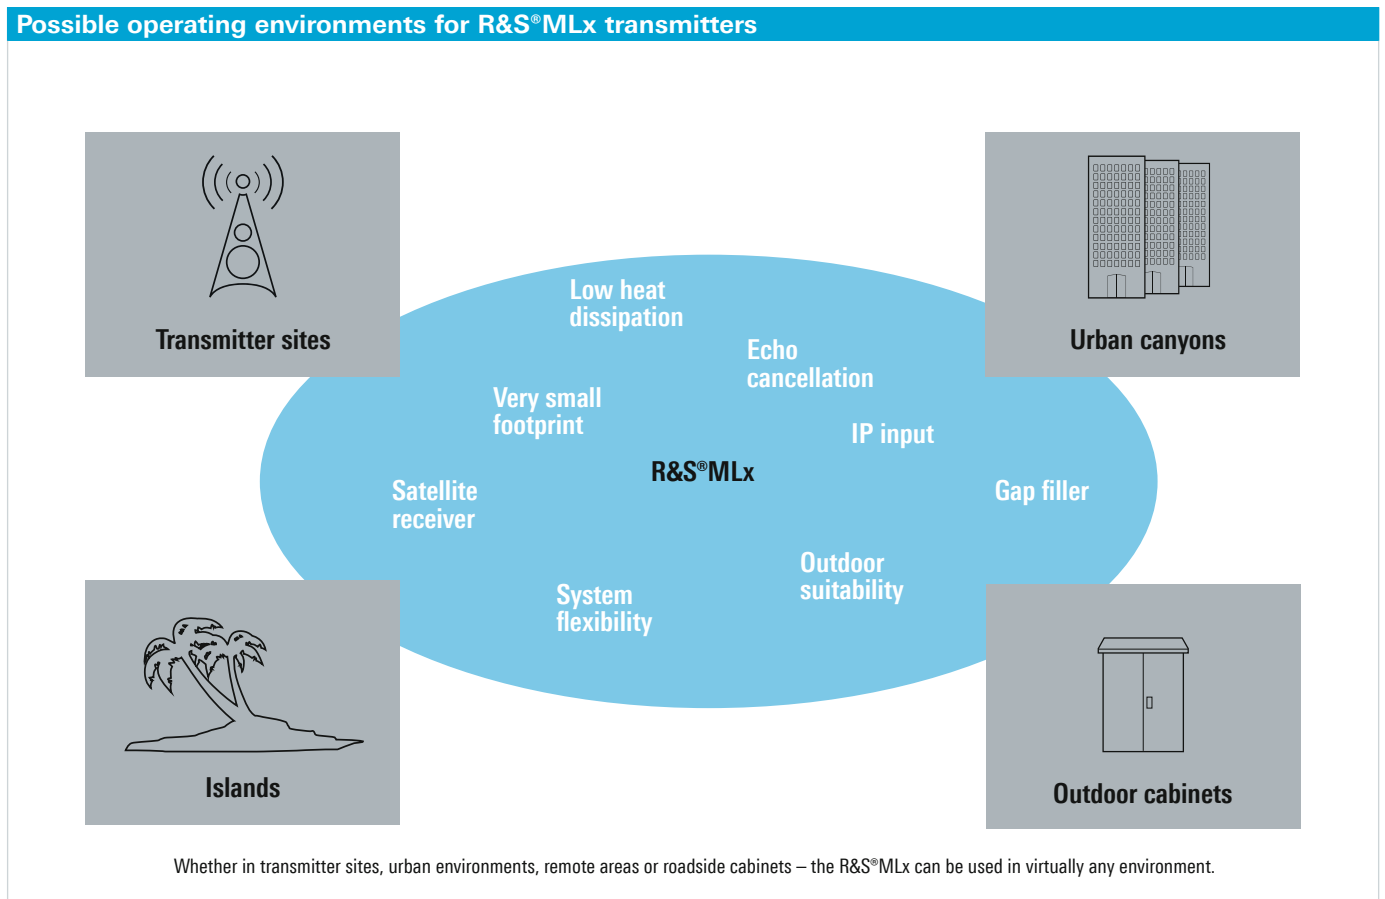 Possible operating environments for R&S®MLx transmitters
Transmitter sites
Urban canyons
Low heat
dissipation
Echo
cancellation
Very small
footprint
IP input
R&S®MLx
Satellite
receiver
Gap filler
Outdoor
suitability
System
flexibility
Islands
Outdoor cabinets
Whether in transmitter sites, urban environments, remote areas or roadside cabinets – the R&S®MLx can be used in virtually any environment.